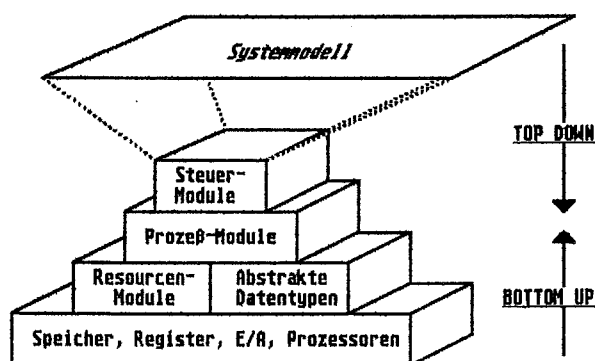 Systemmodell
TOP DOWN
Steuer-
Module
Prozeß-Module
Resourcen-
Module
Abstrakte
Datentypen
BOTTOM UP
Speicher, Register, E/A, Prozessoren